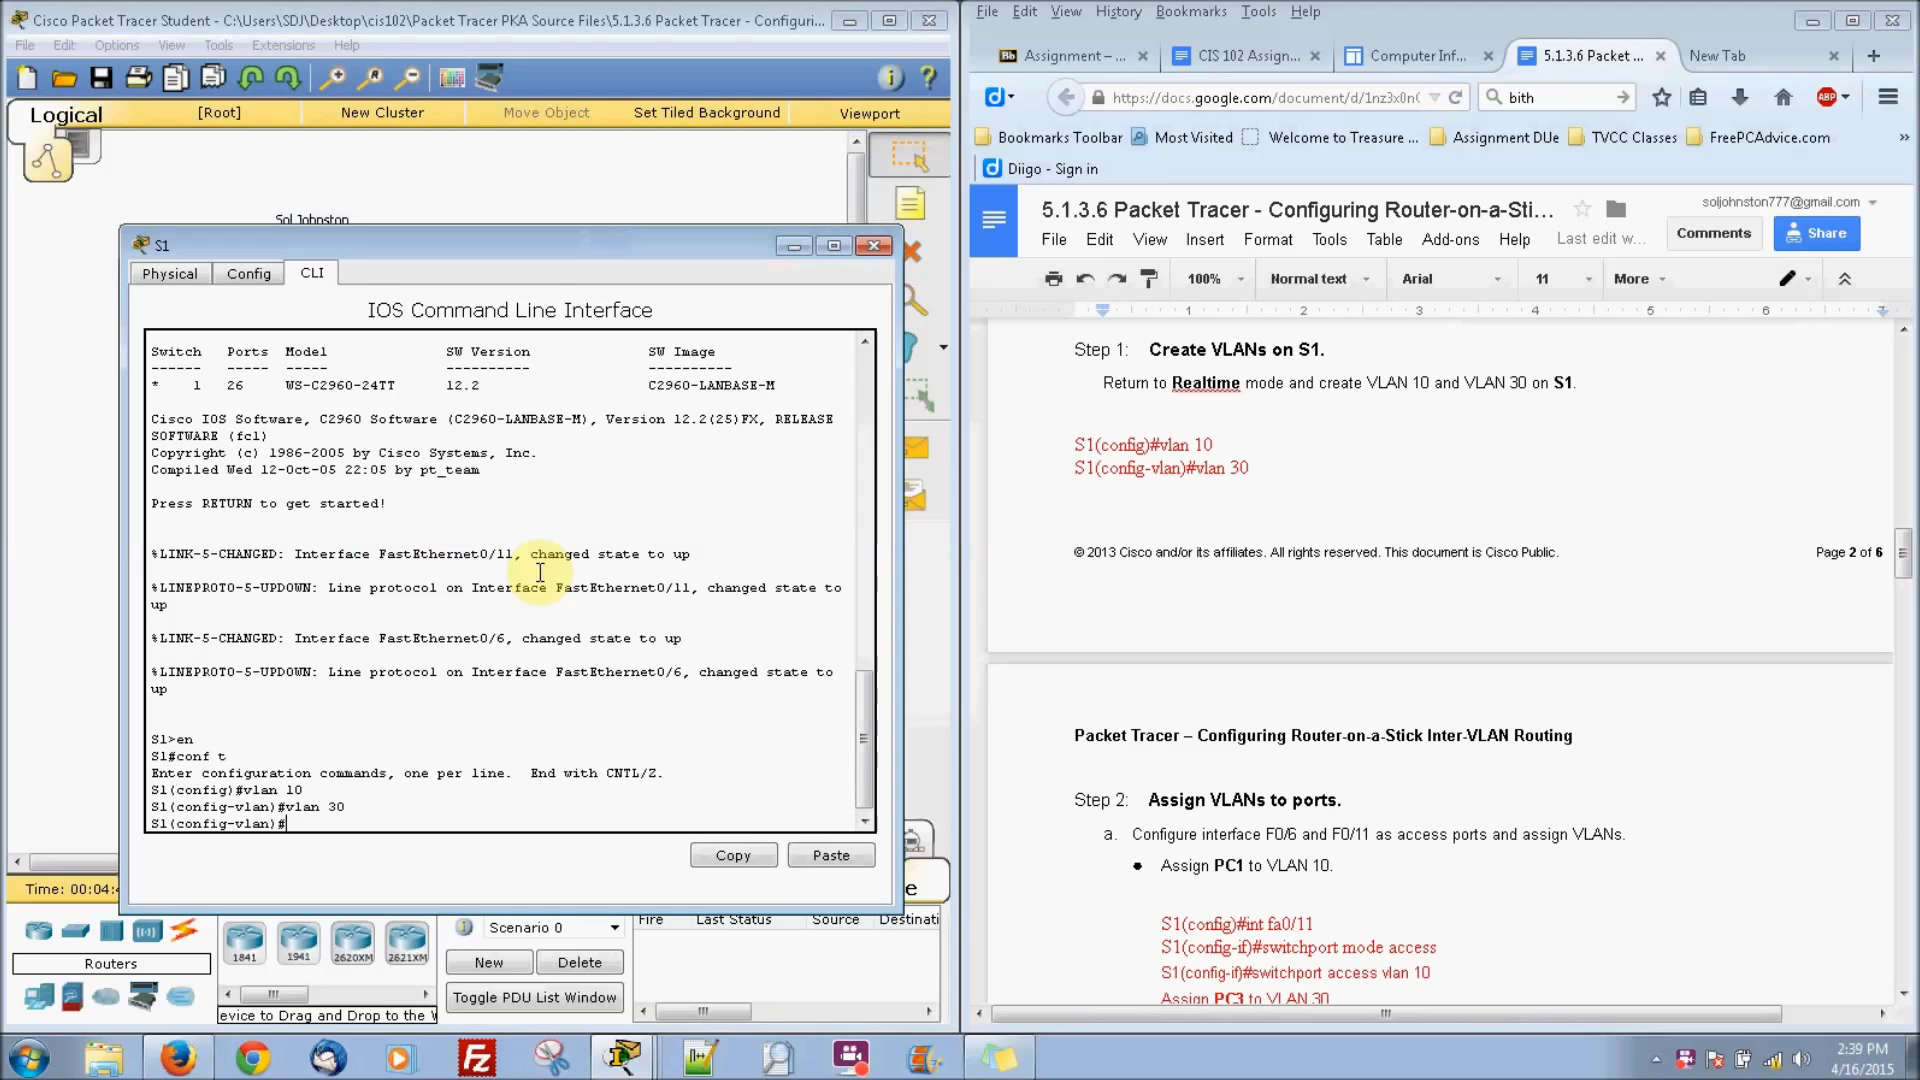 Cisco Packet Tracer Student - C:\Users\SDJ\Desktop\cis102\Packet Tracer PKA Source Files\5.1.3.6 Packet Tracer - Configuri...
File Edit Options View Tools Extensions Help
Logical
[Root]
New Cluster
Move Object
Set Tiled Background
Viewport
Sol Johnston
S1
Physical
Config
CLI
IOS Command Line Interface
Switch Ports Model SW Version SW Image
------ ----- ----- ---------- ----------
* 1 26 WS-C2960-24TT 12.2 C2960-LANBASE-M
Cisco IOS Software, C2960 Software (C2960-LANBASE-M), Version 12.2(25)FX, RELEASE
SOFTWARE (fc1)
Copyright (c) 1986-2005 by Cisco Systems, Inc.
Compiled Wed 12-Oct-05 22:05 by pt_team
Press RETURN to get started!
%LINK-5-CHANGED: Interface FastEthernet0/11, changed state to up
%LINEPROTO-5-UPDOWN: Line protocol on Interface FastEthernet0/11, changed state to
up
%LINK-5-CHANGED: Interface FastEthernet0/6, changed state to up
%LINEPROTO-5-UPDOWN: Line protocol on Interface FastEthernet0/6, changed state to
up
S1>en
S1#conf t
Enter configuration commands, one per line. End with CNTL/Z.
S1(config)#vlan 10
S1(config-vlan)#vlan 30
S1(config-vlan)#
Copy
Paste
Time: 00:04:4
e
Routers
1841
1941
2620XM
2621XM
evice to Drag and Drop to the W
Scenario 0
New
Delete
Toggle PDU List Window
Fire Last Status Source Destinati
File Edit View History Bookmarks Tools Help
Bb Assignment – ...
CIS 102 Assign...
Computer Inf...
5.1.3.6 Packet ...
New Tab
https://docs.google.com/document/d/1nz3x0n(
bith
ABP
Bookmarks Toolbar
Most Visited
Welcome to Treasure ...
Assignment DUe
TVCC Classes
FreePCAdvice.com
Diigo - Sign in
5.1.3.6 Packet Tracer - Configuring Router-on-a-Sti...
soljohnston777@gmail.com
File Edit View Insert Format Tools Table Add-ons Help Last edit w...
Comments
Share
100%
Normal text
Arial
11
More
1 2 3 4 5 6 7
Step 1: Create VLANs on S1.
Return to Realtime mode and create VLAN 10 and VLAN 30 on S1.
S1(config)#vlan 10
S1(config-vlan)#vlan 30
© 2013 Cisco and/or its affiliates. All rights reserved. This document is Cisco Public. Page 2 of 6
Packet Tracer – Configuring Router-on-a-Stick Inter-VLAN Routing
Step 2: Assign VLANs to ports.
a. Configure interface F0/6 and F0/11 as access ports and assign VLANs.
● Assign PC1 to VLAN 10.
S1(config)#int fa0/11
S1(config-if)#switchport mode access
S1(config-if)#switchport access vlan 10
Assign PC3 to VLAN 30
2:39 PM
4/16/2015